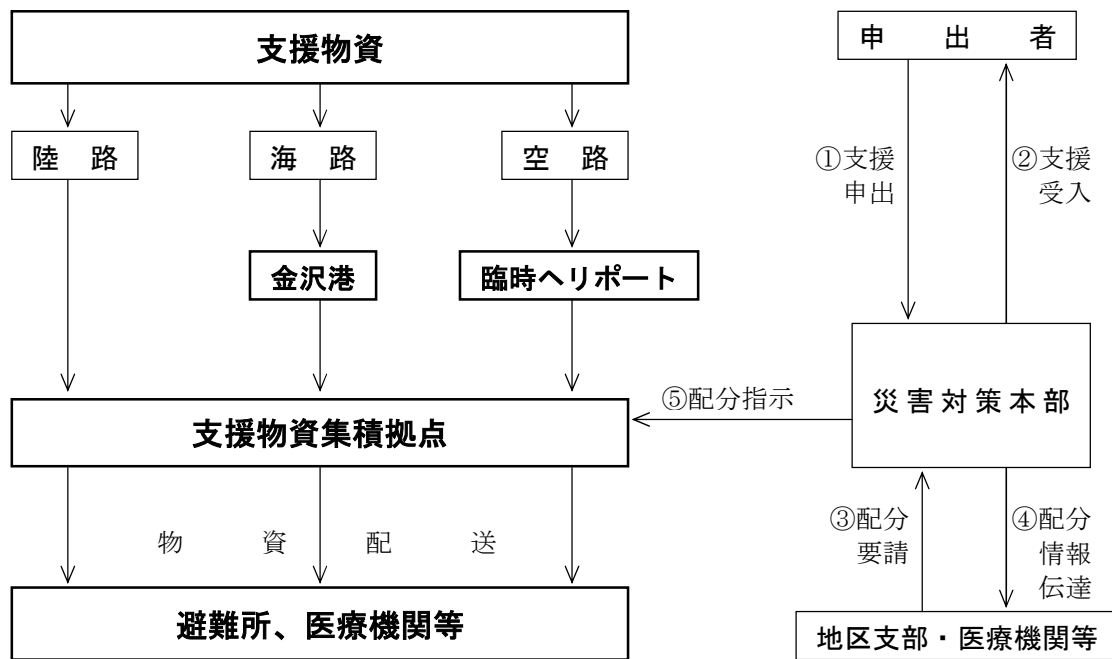 支援物資
申出者
陸路
海路
空路
①支援
申出
②支援
受入
金沢港
臨時ヘリポート
⑤配分指示
災害対策本部
支援物資集積拠点
物資配送
③配分
要請
④配分
情報
伝達
避難所、医療機関等
地区支部・医療機関等